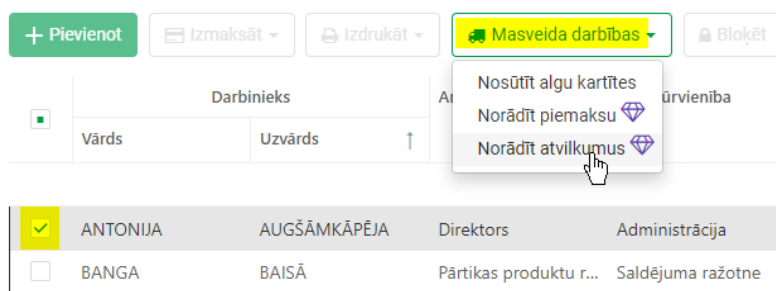 + Pievienot Izmaksāt Izdrukāt Masveida darbības Bloķēt
Nosūtīt algu kartītes
Norādīt piemaksu
Norādīt atvilkumus
Darbinieks
Vārds Uzvārds ↑
ANTONIJA AUGŠĀMKĀPĒJA Direktors Administrācija
BANGA BAISĀ Pārtikas produktu r... Saldējuma ražotne